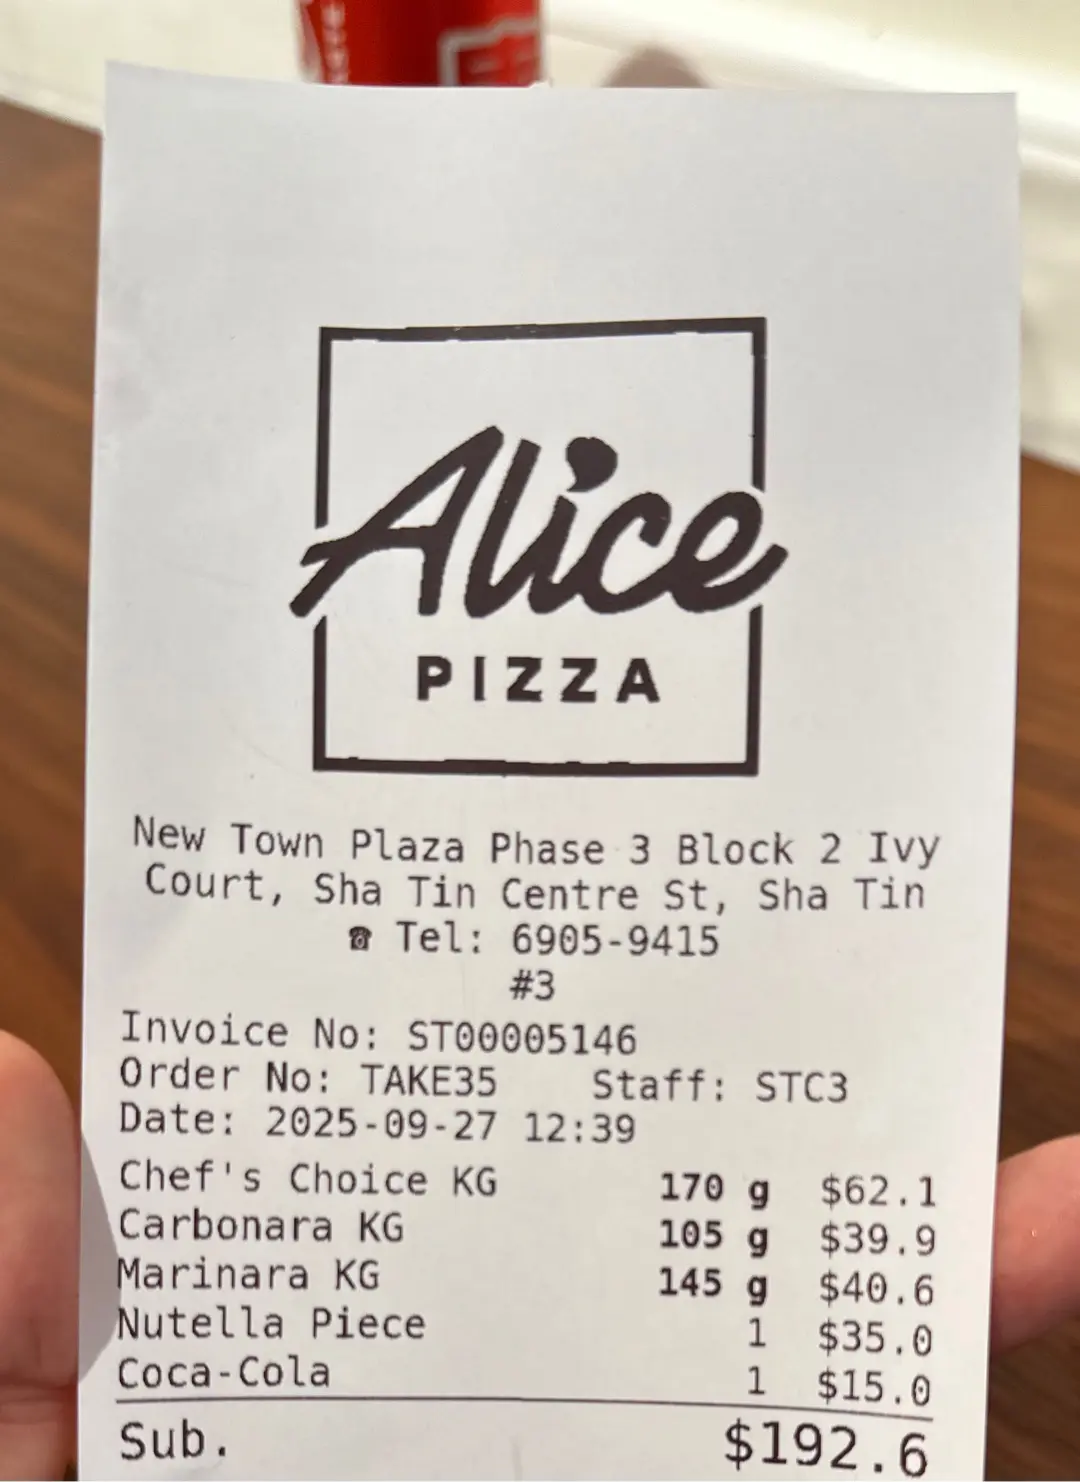 Alice
PIZZA
New Town Plaza Phase 3 Block 2 Ivy
Court, Sha Tin Centre St, Sha Tin
☎ Tel: 6905-9415
#3
Invoice No: ST00005146
Order No: TAKE35 Staff: STC3
Date: 2025-09-27 12:39
Chef's Choice KG 170 g $62.1
Carbonara KG 105 g $39.9
Marinara KG 145 g $40.6
Nutella Piece 1 $35.0
Coca-Cola 1 $15.0
Sub. $192.6